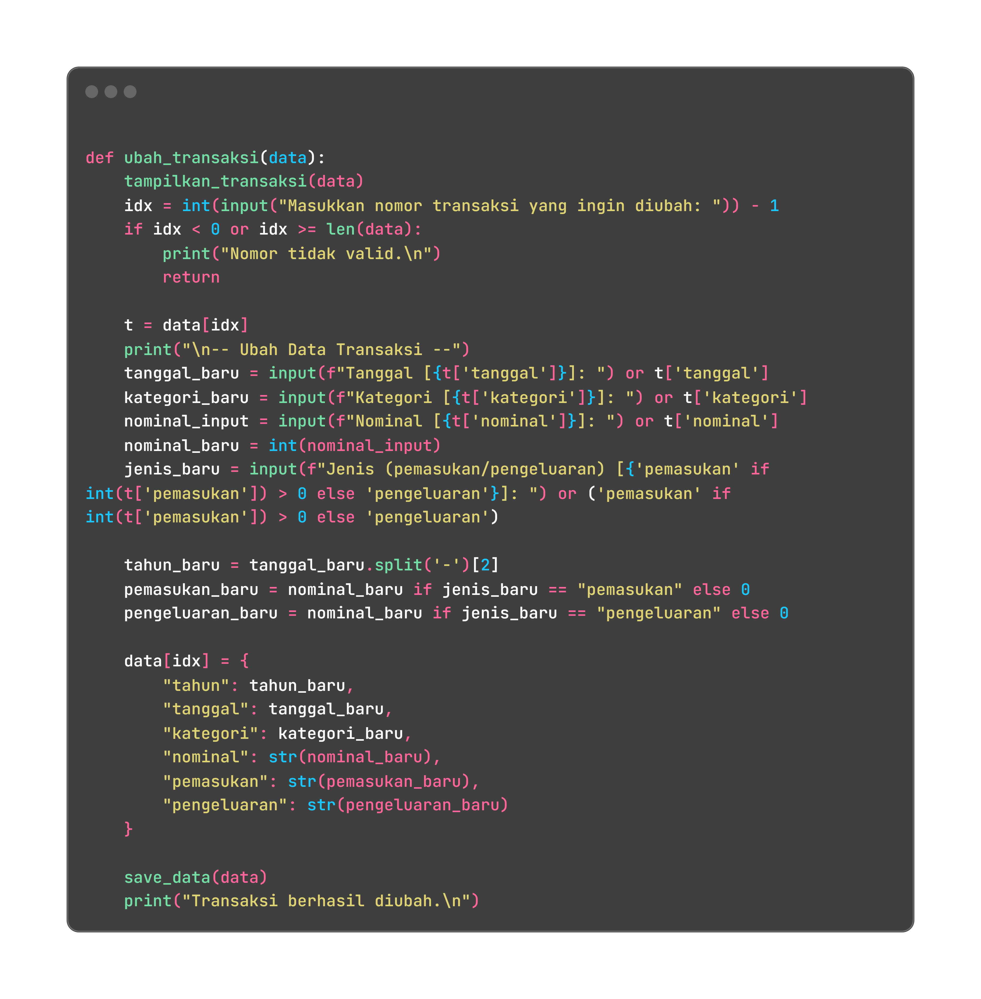 def ubah_transaksi(data):
    tampilkan_transaksi(data)
    idx = int(input("Masukkan nomor transaksi yang ingin diubah: ")) - 1
    if idx < 0 or idx >= len(data):
        print("Nomor tidak valid.\n")
        return

    t = data[idx]
    print("\n-- Ubah Data Transaksi --")
    tanggal_baru = input(f"Tanggal [{t['tanggal']}]: ") or t['tanggal']
    kategori_baru = input(f"Kategori [{t['kategori']}]: ") or t['kategori']
    nominal_input = input(f"Nominal [{t['nominal']}]: ") or t['nominal']
    nominal_baru = int(nominal_input)
    jenis_baru = input(f"Jenis (pemasukan/pengeluaran) [{'pemasukan' if
int(t['pemasukan']) > 0 else 'pengeluaran'}]: ") or ('pemasukan' if
int(t['pemasukan']) > 0 else 'pengeluaran')

    tahun_baru = tanggal_baru.split('-')[2]
    pemasukan_baru = nominal_baru if jenis_baru == "pemasukan" else 0
    pengeluaran_baru = nominal_baru if jenis_baru == "pengeluaran" else 0

    data[idx] = {
        "tahun": tahun_baru,
        "tanggal": tanggal_baru,
        "kategori": kategori_baru,
        "nominal": str(nominal_baru),
        "pemasukan": str(pemasukan_baru),
        "pengeluaran": str(pengeluaran_baru)
    }

    save_data(data)
    print("Transaksi berhasil diubah.\n")